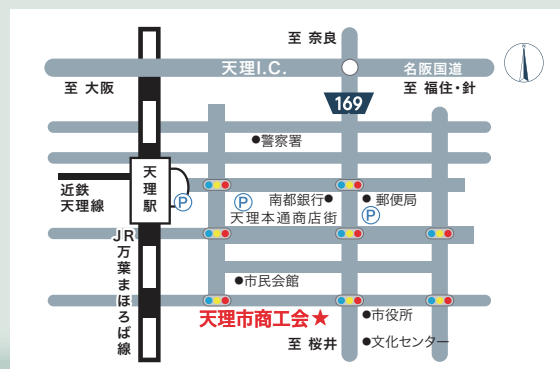 至 奈良
天理I.C.
名阪国道
至 大阪
至 福住・針
169
●警察署
天理駅
近鉄
天理線
P
P
南都銀行●
●郵便局
P
天理本通商店街
JR万葉まほろば線
●市民会館
天理市商工会★
●市役所
至 桜井
●文化センター